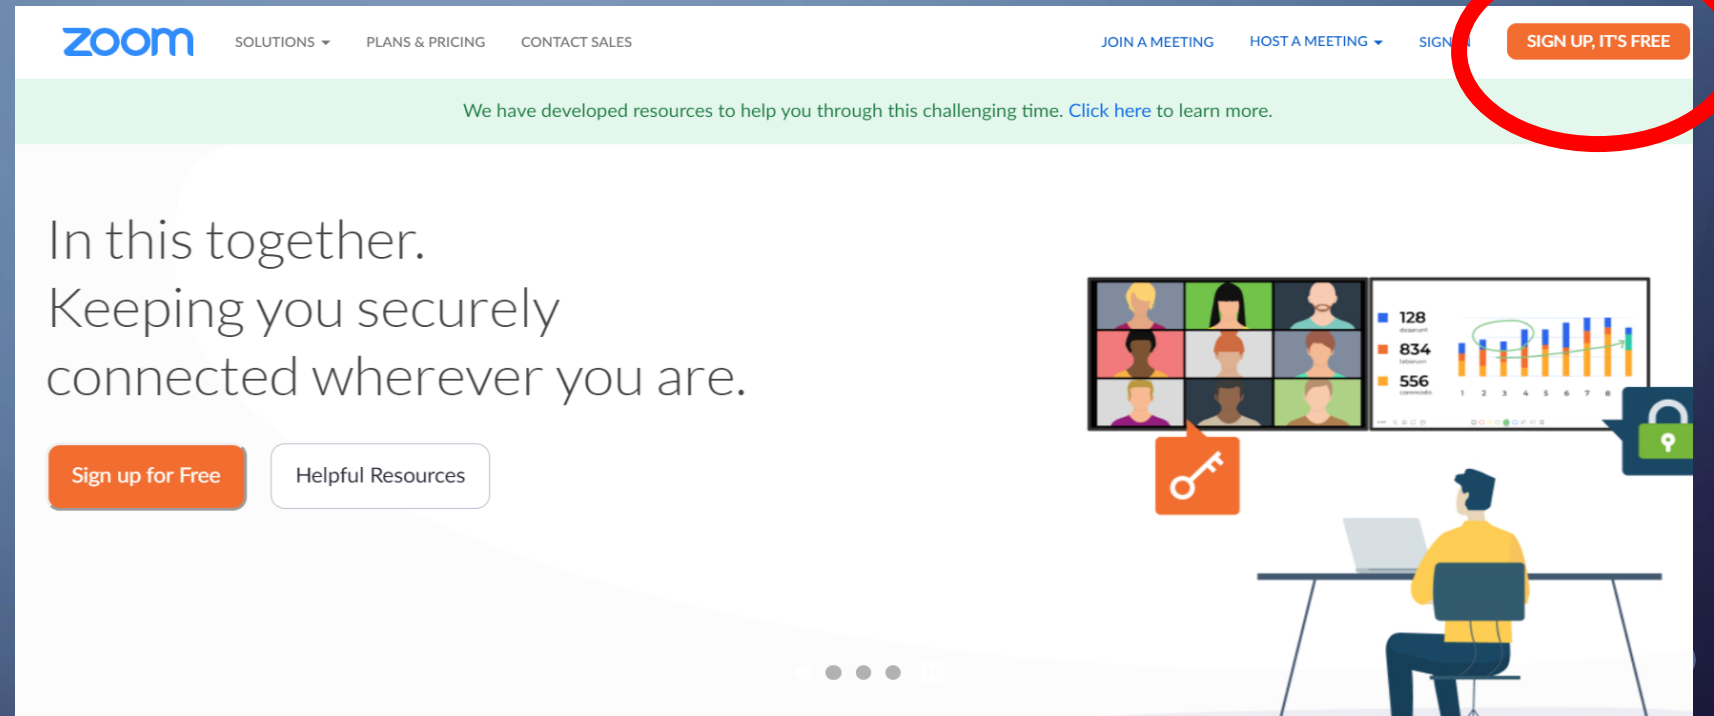 zoom
SOLUTIONS
PLANS & PRICING
CONTACT SALES
JOIN A MEETING
HOST A MEETING
SIGN
SIGN UP, IT'S FREE
We have developed resources to help you through this challenging time. Click here to learn more.
In this together.
Keeping you securely
connected wherever you are.
Sign up for Free
Helpful Resources
128
834
556
commodo
1 2 3 4 5 6 7 8